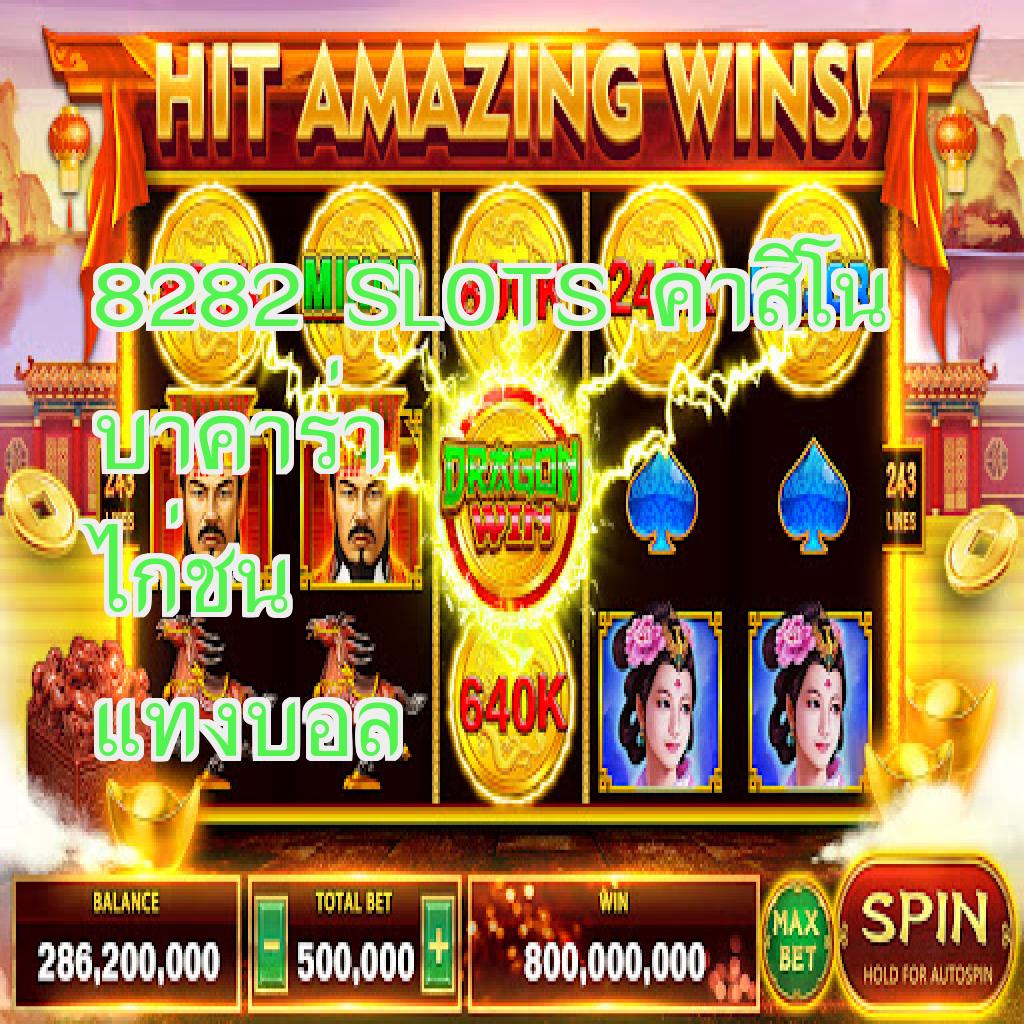 HIT AMAZING WINS!
8282 SLOTS คาสิโน
บาคาร่า
243 LINES
243 LINES
DRAGON
WIN
ไก่ชน
640K
แทงบอล
BALANCE
TOTAL BET
WIN
286,200,000
- 500,000 +
800,000,000
MAX
BET
SPIN
HOLD FOR AUTOSPIN